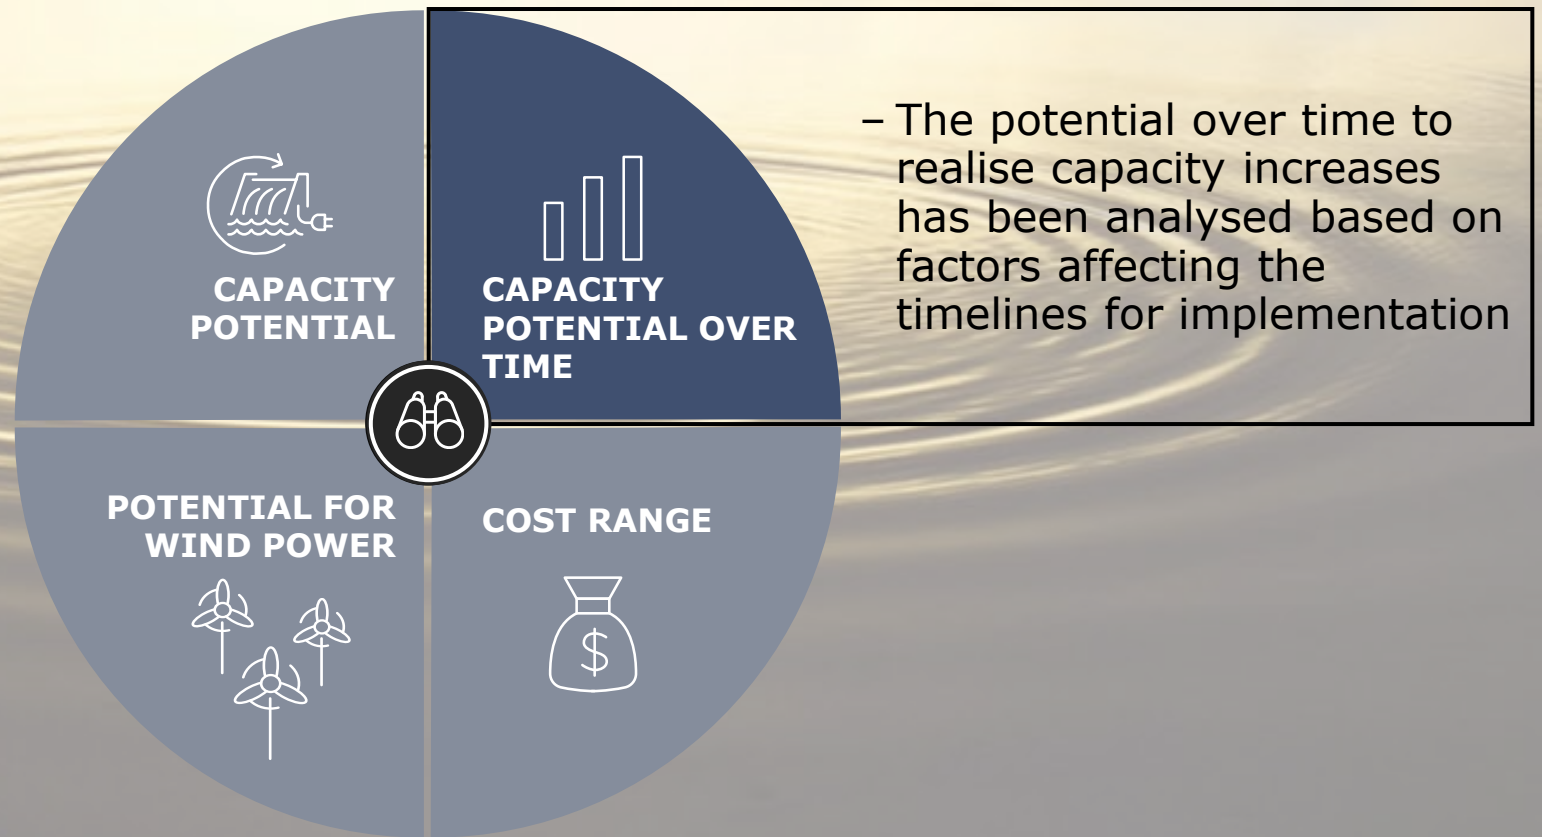 CAPACITY
POTENTIAL
CAPACITY
POTENTIAL OVER
TIME
– The potential over time to
realise capacity increases
has been analysed based on
factors affecting the
timelines for implementation
POTENTIAL FOR
WIND POWER
COST RANGE
$